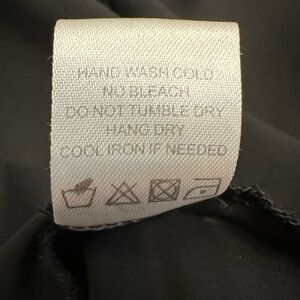 HAND WASH COLD
NO BLEACH
DO NOT TUMBLE DRY
HANG DRY
COOL IRON IF NEEDED